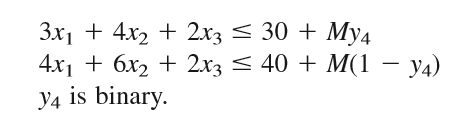 3x₁ + 4x₂ + 2x₃ ≤ 30 + My₄
4x₁ + 6x₂ + 2x₃ ≤ 40 + M(1 − y₄)
y₄ is binary.